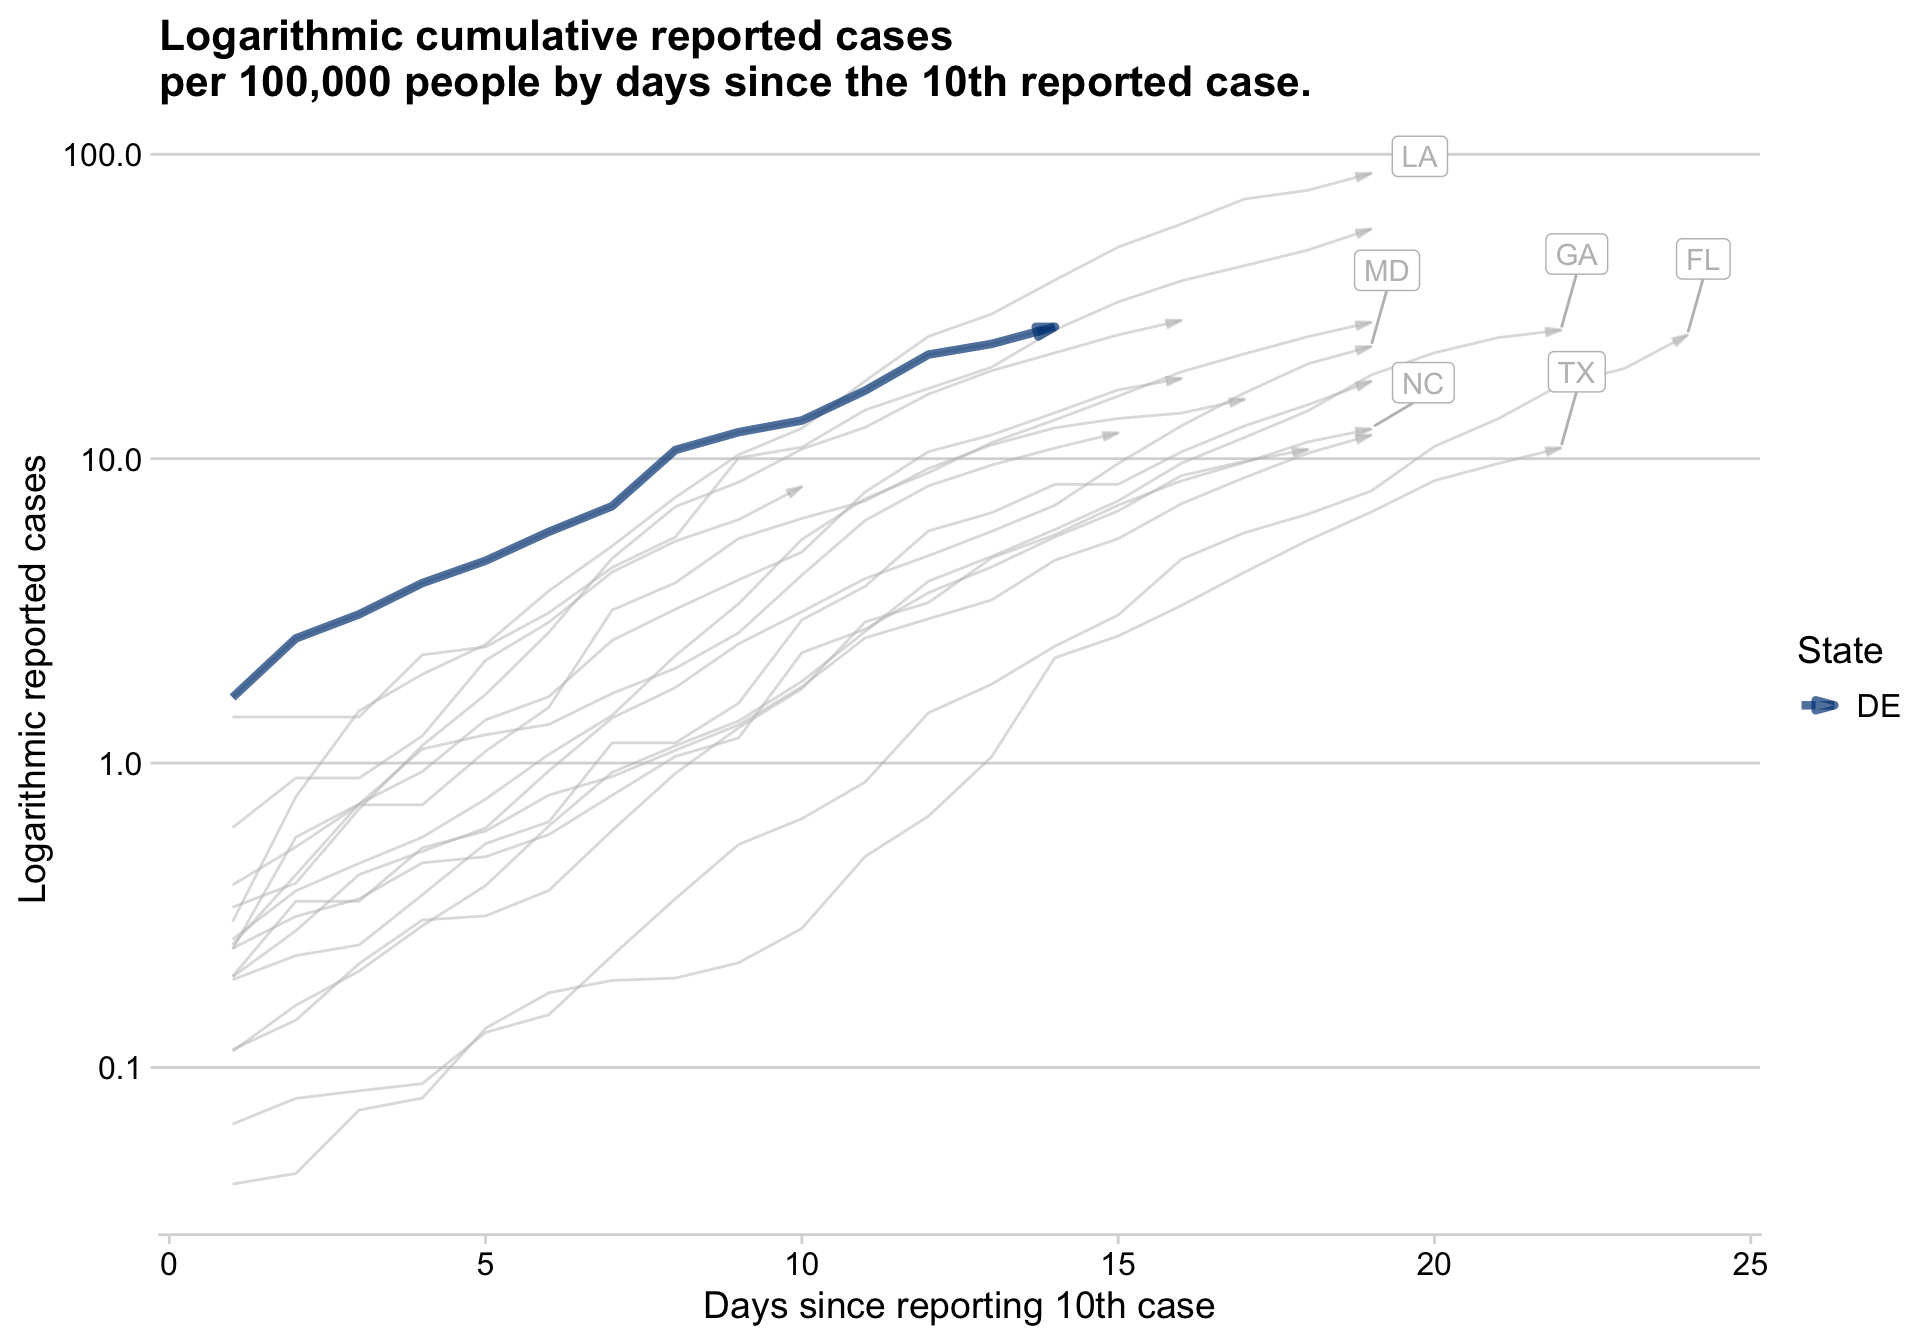 Logarithmic cumulative reported cases
per 100,000 people by days since the 10th reported case.
100.0
10.0
1.0
0.1
Logarithmic reported cases
LA
GA
FL
MD
TX
NC
State
DE
0
5
10
15
20
25
Days since reporting 10th case